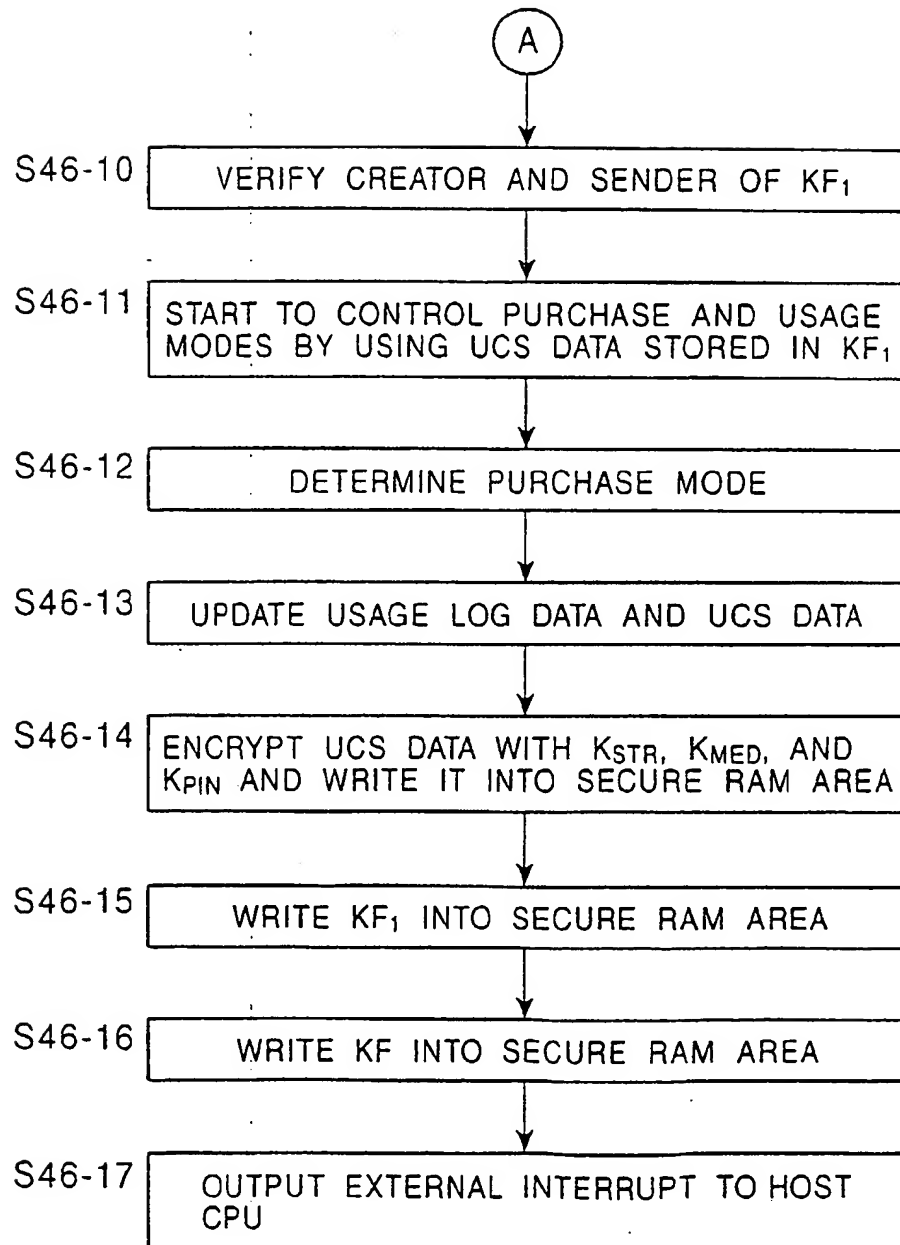 A
S46-10
VERIFY CREATOR AND SENDER OF KF₁
S46-11
START TO CONTROL PURCHASE AND USAGE
MODES BY USING UCS DATA STORED IN KF₁
S46-12
DETERMINE PURCHASE MODE
S46-13
UPDATE USAGE LOG DATA AND UCS DATA
S46-14
ENCRYPT UCS DATA WITH KSTR, KMED, AND
KPIN AND WRITE IT INTO SECURE RAM AREA
S46-15
WRITE KF₁ INTO SECURE RAM AREA
S46-16
WRITE KF INTO SECURE RAM AREA
S46-17
OUTPUT EXTERNAL INTERRUPT TO HOST
CPU